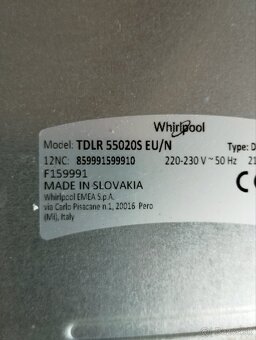 Whirlpool
Model: TDLR 55020S EU/N Type: D
12NC: 859991599910 220-230 V ~ 50 Hz 21
F159991
MADE IN SLOVAKIA
Whirlpool EMEA S.p.A.
via Carlo Pisacane n.1, 20016 Pero
(MI), Italy